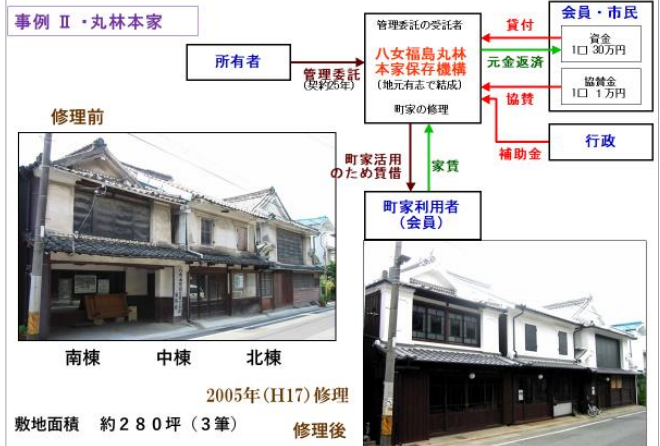 事例 Ⅱ・丸林本家
所有者
管理委託
(契約25年)
管理委託の受託者
八女福島丸林
本家保存機構
(地元有志で結成)
町家の修理
貸付
元金返済
協賛
補助金
会員・市民
資金
1口 30万円
協賛金
1口 1万円
行政
町家活用
のため賃借
家賃
町家利用者
(会員)
修理前
南棟 中棟 北棟
2005年(H17)修理
敷地面積 約280坪(3筆)
修理後